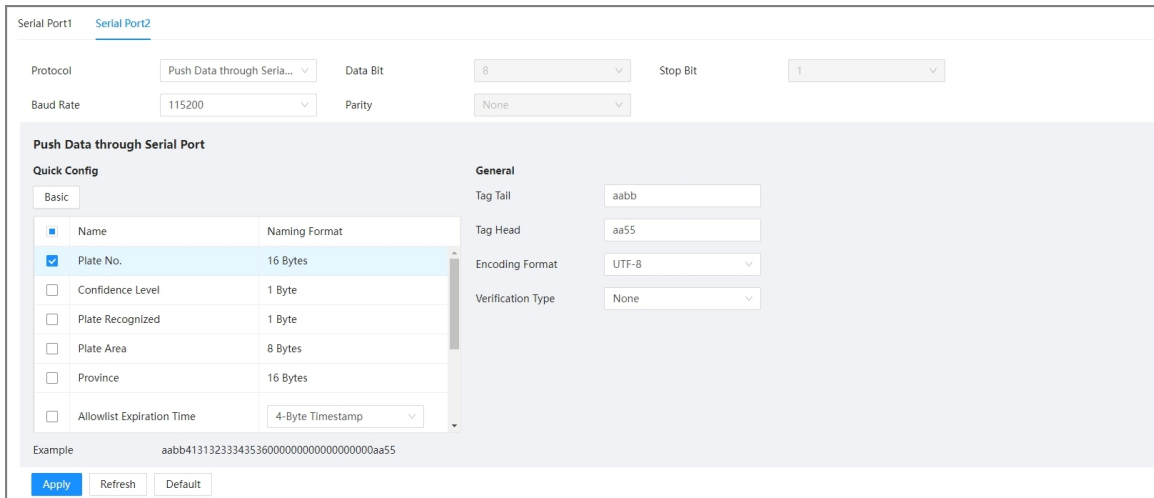 Serial Port1 Serial Port2
Protocol Push Data through Seria... Data Bit 8 Stop Bit 1
Baud Rate 115200 Parity None
Push Data through Serial Port
Quick Config General
Basic Tag Tail aabb
Name Naming Format Tag Head aa55
Plate No. 16 Bytes Encoding Format UTF-8
Confidence Level 1 Byte Verification Type None
Plate Recognized 1 Byte
Plate Area 8 Bytes
Province 16 Bytes
Allowlist Expiration Time 4-Byte Timestamp
Example aabb41313233343536000000000000000000aa55
Apply Refresh Default